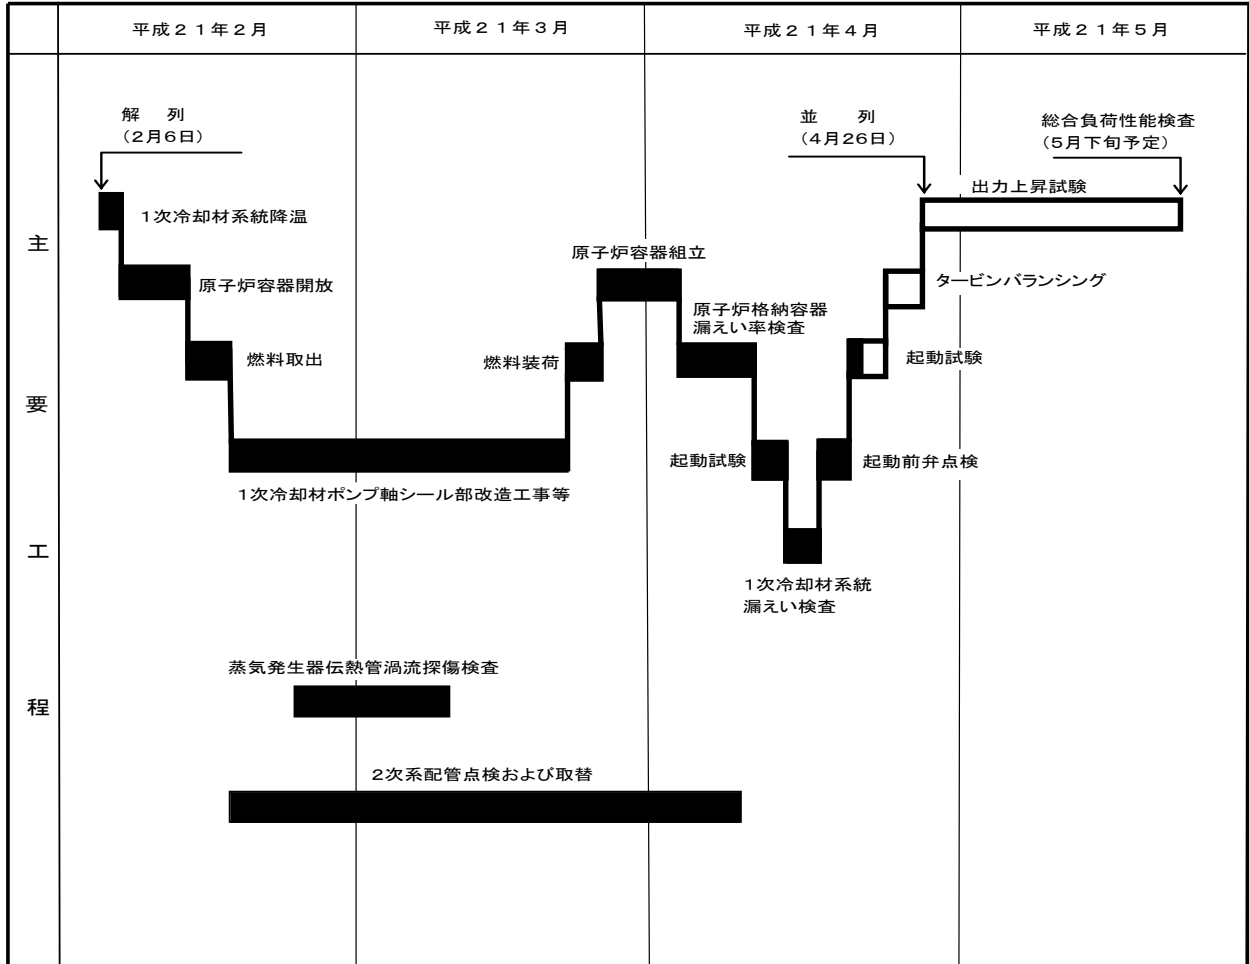 平成２１年２月
平成２１年３月
平成２１年４月
平成２１年５月
主要工程
解　列
(2月6日)
並　列
(4月26日)
総合負荷性能検査
(5月下旬予定)
出力上昇試験
1次冷却材系統降温
原子炉容器組立
原子炉容器開放
タービンバランシング
原子炉格納容器
漏えい率検査
燃料取出
燃料装荷
起動試験
起動試験
起動前弁点検
1次冷却材ポンプ軸シール部改造工事等
1次冷却材系統
漏えい検査
蒸気発生器伝熱管渦流探傷検査
2次系配管点検および取替